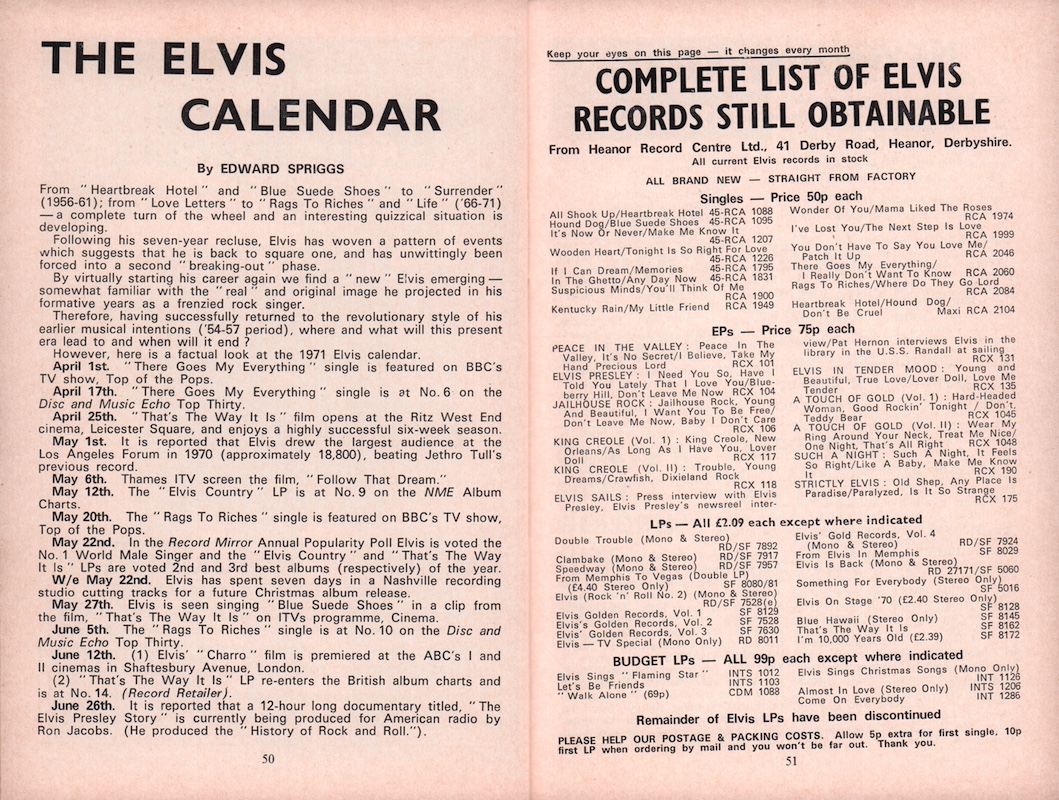 THE ELVIS
CALENDAR
By EDWARD SPRIGGS
From "Heartbreak Hotel" and "Blue Suede Shoes" to "Surrender"
(1956-61); from "Love Letters" to "Rags To Riches" and "Life" ('66-71)
— a complete turn of the wheel and an interesting quizzical situation is
developing.
Following his seven-year recluse, Elvis has woven a pattern of events
which suggests that he is back to square one, and has unwittingly been
forced into a second "breaking-out" phase.
By virtually starting his career again we find a "new" Elvis emerging —
somewhat familiar with the "real" and original image he projected in his
formative years as a frenzied rock singer.
Therefore, having successfully returned to the revolutionary style of his
earlier musical intentions ('54-57 period), where and what will this present
era lead to and when will it end ?
However, here is a factual look at the 1971 Elvis calendar.
April 1st. "There Goes My Everything" single is featured on BBC's
TV show, Top of the Pops.
April 17th. "There Goes My Everything" single is at No. 6 on the
Disc and Music Echo Top Thirty.
April 25th. "That's The Way It Is" film opens at the Ritz West End
cinema, Leicester Square, and enjoys a highly successful six-week season.
May 1st. It is reported that Elvis drew the largest audience at the
Los Angeles Forum in 1970 (approximately 18,800), beating Jethro Tull's
previous record.
May 6th. Thames ITV screen the film, "Follow That Dream."
May 12th. The "Elvis Country" LP is at No. 9 on the NME Album
Charts.
May 20th. The "Rags To Riches" single is featured on BBC's TV show,
Top of the Pops.
May 22nd. In the Record Mirror Annual Popularity Poll Elvis is voted the
No. 1 World Male Singer and the "Elvis Country" and "That's The Way
It Is" LPs are voted 2nd and 3rd best albums (respectively) of the year.
W/e May 22nd. Elvis has spent seven days in a Nashville recording
studio cutting tracks for a future Christmas album release.
May 27th. Elvis is seen singing "Blue Suede Shoes" in a clip from
the film, "That's The Way It Is" on ITVs programme, Cinema.
June 5th. The "Rags To Riches" single is at No. 10 on the Disc and
Music Echo Top Thirty.
June 12th. (1) Elvis' "Charro" film is premiered at the ABC's I and
II cinemas in Shaftesbury Avenue, London.
(2) "That's The Way It Is" LP re-enters the British album charts and
is at No. 14. (Record Retailer).
June 26th. It is reported that a 12-hour long documentary titled, "The
Elvis Presley Story" is currently being produced for American radio by
Ron Jacobs. (He produced the "History of Rock and Roll.").
50
Keep your eyes on this page — it changes every month
COMPLETE LIST OF ELVIS
RECORDS STILL OBTAINABLE
From Heanor Record Centre Ltd., 41 Derby Road, Heanor, Derbyshire.
All current Elvis records in stock
ALL BRAND NEW — STRAIGHT FROM FACTORY
Singles — Price 50p each
All Shook Up/Heartbreak Hotel 45-RCA 1088
Hound Dog/Blue Suede Shoes 45-RCA 1095
It's Now Or Never/Make Me Know It
45-RCA 1207
Wooden Heart/Tonight Is So Right For Love
45-RCA 1226
If I Can Dream/Memories 45-RCA 1795
In The Ghetto/Any Day Now 45-RCA 1831
Suspicious Minds/You'll Think Of Me
RCA 1900
Kentucky Rain/My Little Friend RCA 1949
Wonder Of You/Mama Liked The Roses
RCA 1974
I've Lost You/The Next Step Is Love
RCA 1999
You Don't Have To Say You Love Me/
Patch It Up RCA 2046
There Goes My Everything/
I Really Don't Want To Know RCA 2060
Rags To Riches/Where Do They Go Lord
RCA 2084
Heartbreak Hotel/Hound Dog/
Don't Be Cruel Maxi RCA 2104
EPs — Price 75p each
PEACE IN THE VALLEY : Peace In The
Valley, It's No Secret/I Believe, Take My
Hand Precious Lord RCX 101
ELVIS PRESLEY : I Need You So, Have I
Told You Lately That I Love You/Blue-
berry Hill, Don't Leave Me Now RCX 104
JAILHOUSE ROCK : Jailhouse Rock, Young
And Beautiful, I Want You To Be Free/
Don't Leave Me Now, Baby I Don't Care
RCX 106
KING CREOLE (Vol. 1) : King Creole, New
Orleans/As Long As I Have You, Lover
Doll RCX 117
KING CREOLE (Vol. II) : Trouble, Young
Dreams/Crawfish, Dixieland Rock
RCX 118
ELVIS SAILS : Press interview with Elvis
Presley, Elvis Presley's newsreel inter-
view/Pat Hernon interviews Elvis in the
library in the U.S.S. Randall at sailing
RCX 131
ELVIS IN TENDER MOOD : Young and
Beautiful, True Love/Lover Doll, Love Me
Tender RCX 135
A TOUCH OF GOLD (Vol. 1) : Hard-Headed
Woman, Good Rockin' Tonight / Don't,
Teddy Bear RCX 1045
A TOUCH OF GOLD (Vol. II) : Wear My
Ring Around Your Neck, Treat Me Nice/
One Night, That's All Right RCX 1048
SUCH A NIGHT : Such A Night, It Feels
So Right/Like A Baby, Make Me Know
It RCX 190
STRICTLY ELVIS : Old Shep, Any Place Is
Paradise/Paralyzed, Is It So Strange
RCX 175
LPs — All £2.09 each except where indicated
Double Trouble (Mono & Stereo)
RD/SF 7892
Clambake (Mono & Stereo) RD/SF 7917
Speedway (Mono & Stereo) RD/SF 7957
From Memphis To Vegas (Double LP)
(£4.40 Stereo Only) SF 8080/81
Elvis (Rock 'n' Roll No. 2) (Mono & Stereo)
RD/SF 7528(e)
Elvis Golden Records, Vol. 1 SF 8129
Elvis's Golden Records, Vol. 2 SF 7528
Elvis' Golden Records, Vol. 3 SF 7630
Elvis — TV Special (Mono Only) RD 8011
Elvis' Gold Records, Vol. 4
(Mono & Stereo) RD/SF 7924
From Elvis In Memphis SF 8029
Elvis Is Back (Mono & Stereo)
RD 27171/SF 5060
Something For Everybody (Stereo Only)
SF 5016
Elvis On Stage '70 (£2.40 Stereo Only)
SF 8128
Blue Hawaii (Stereo Only) SF 8145
That's The Way It Is SF 8162
I'm 10,000 Years Old (£2.39) SF 8172
BUDGET LPs — ALL 99p each except where indicated
Elvis Sings "Flaming Star" INTS 1012
Let's Be Friends INTS 1103
"Walk Alone" (69p) CDM 1088
Elvis Sings Christmas Songs (Mono Only)
INT 1126
Almost In Love (Stereo Only) INTS 1206
Come On Everybody INT 1286
Remainder of Elvis LPs have been discontinued
PLEASE HELP OUR POSTAGE & PACKING COSTS. Allow 5p extra for first single, 10p
first LP when ordering by mail and you won't be far out. Thank you.
51